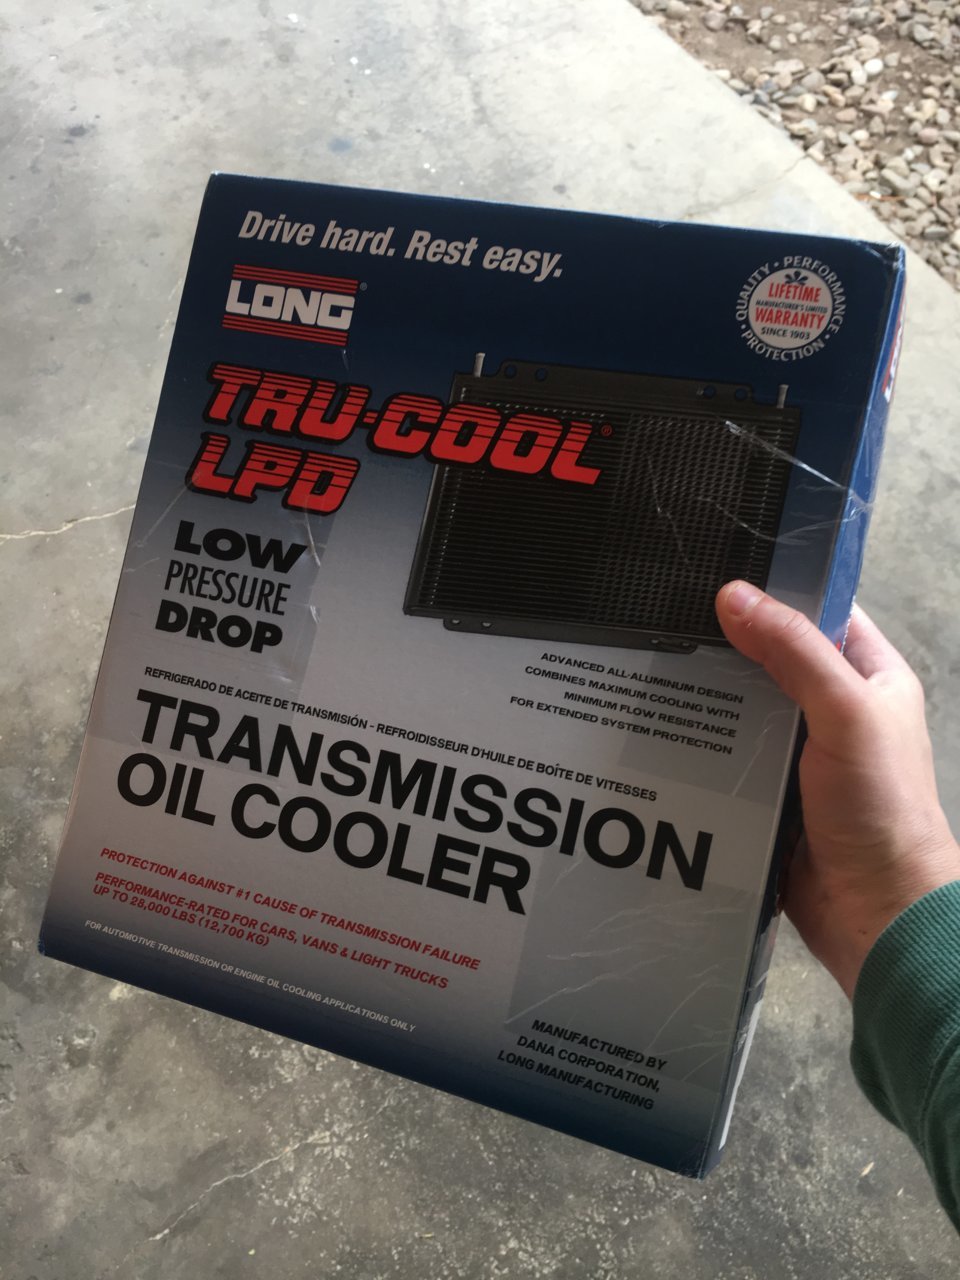 Drive hard. Rest easy.
LONG®
QUALITY • PERFORMANCE • PROTECTION •
LIFETIME
MANUFACTURER'S LIMITED
WARRANTY
SINCE 1903
TRU-COOL®
LPD
LOW
PRESSURE
DROP
ADVANCED ALL-ALUMINUM DESIGN
COMBINES MAXIMUM COOLING WITH
MINIMUM FLOW RESISTANCE
FOR EXTENDED SYSTEM PROTECTION
REFRIGERADO DE ACEITE DE TRANSMISIÓN - REFROIDISSEUR D'HUILE DE BOÎTE DE VITESSES
TRANSMISSION
OIL COOLER
PROTECTION AGAINST #1 CAUSE OF TRANSMISSION FAILURE
PERFORMANCE-RATED FOR CARS, VANS & LIGHT TRUCKS
UP TO 28,000 LBS (12,700 KG)
FOR AUTOMOTIVE TRANSMISSION OR ENGINE OIL COOLING APPLICATIONS ONLY
MANUFACTURED BY
DANA CORPORATION,
LONG MANUFACTURING